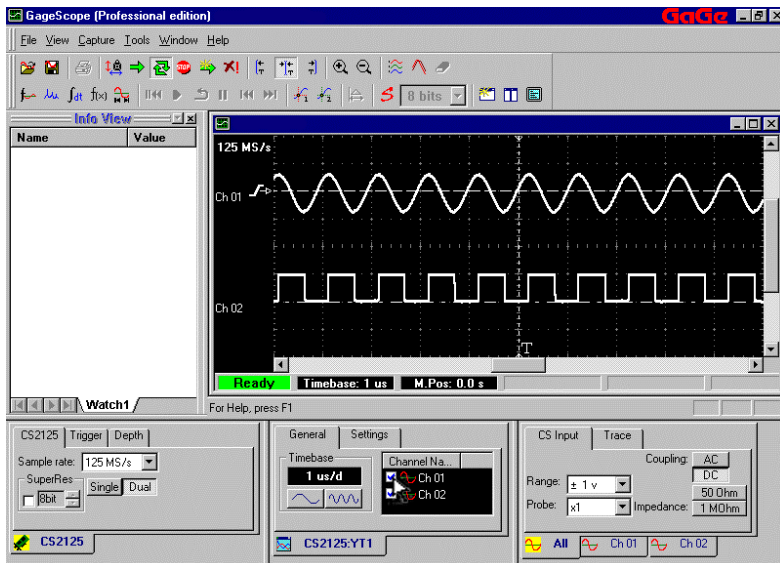 GageScope (Professional edition)
GaGe
File View Capture Tools Window Help
STOP
∫dt f(x)
1 2 S 8 bits
Info View
Name Value
125 MS/s
Ch 01
Ch 02
T
Ready Timebase: 1 us M.Pos: 0.0 s
Watch1
For Help, press F1
CS2125 Trigger Depth
Sample rate: 125 MS/s
SuperRes
8bit
Single Dual
CS2125
General Settings
Timebase
1 us/d
Channel Na...
Ch 01
Ch 02
CS2125:YT1
CS Input Trace
Coupling: AC
DC
Range: ± 1 v
50 Ohm
Probe: x1 Impedance: 1 MOhm
All Ch 01 Ch 02